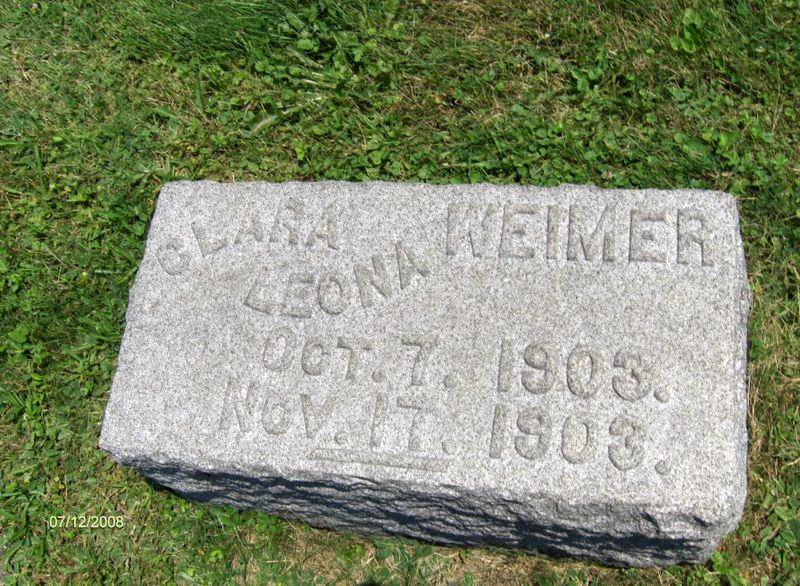 CLARA WEIMER
LEONA
OCT. 7. 1903.
NOV. 17. 1903.
07/12/2008